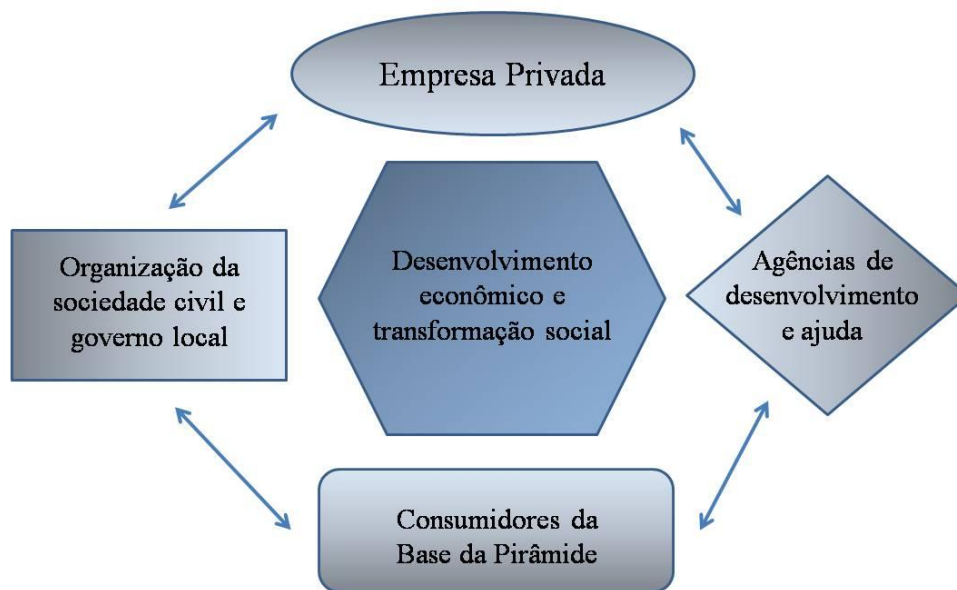 Empresa Privada
Organização da
sociedade civil e
governo local
Desenvolvimento
econômico e
transformação social
Agências de
desenvolvimento
e ajuda
Consumidores da
Base da Pirâmide